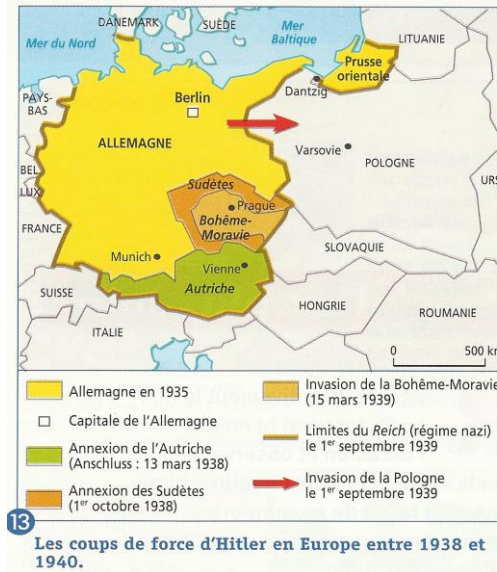 DANEMARK
SUÈDE
Mer du Nord
Mer
Baltique
LITUANIE
Prusse
orientale
Dantzig
PAYS-
BAS
Berlin
ALLEMAGNE
Varsovie
POLOGNE
BEL.
LUX.
URS
Sudètes
Prague
Bohême-
Moravie
FRANCE
SLOVAQUIE
Munich
Vienne
Autriche
SUISSE
HONGRIE
ROUMANIE
ITALIE
0 500 km
Allemagne en 1935
Capitale de l'Allemagne
Annexion de l'Autriche
(Anschluss : 13 mars 1938)
Annexion des Sudètes
(1er octobre 1938)
Invasion de la Bohême-Moravie
(15 mars 1939)
Limites du Reich (régime nazi)
le 1er septembre 1939
Invasion de la Pologne
le 1er septembre 1939
13
Les coups de force d'Hitler en Europe entre 1938 et
1940.